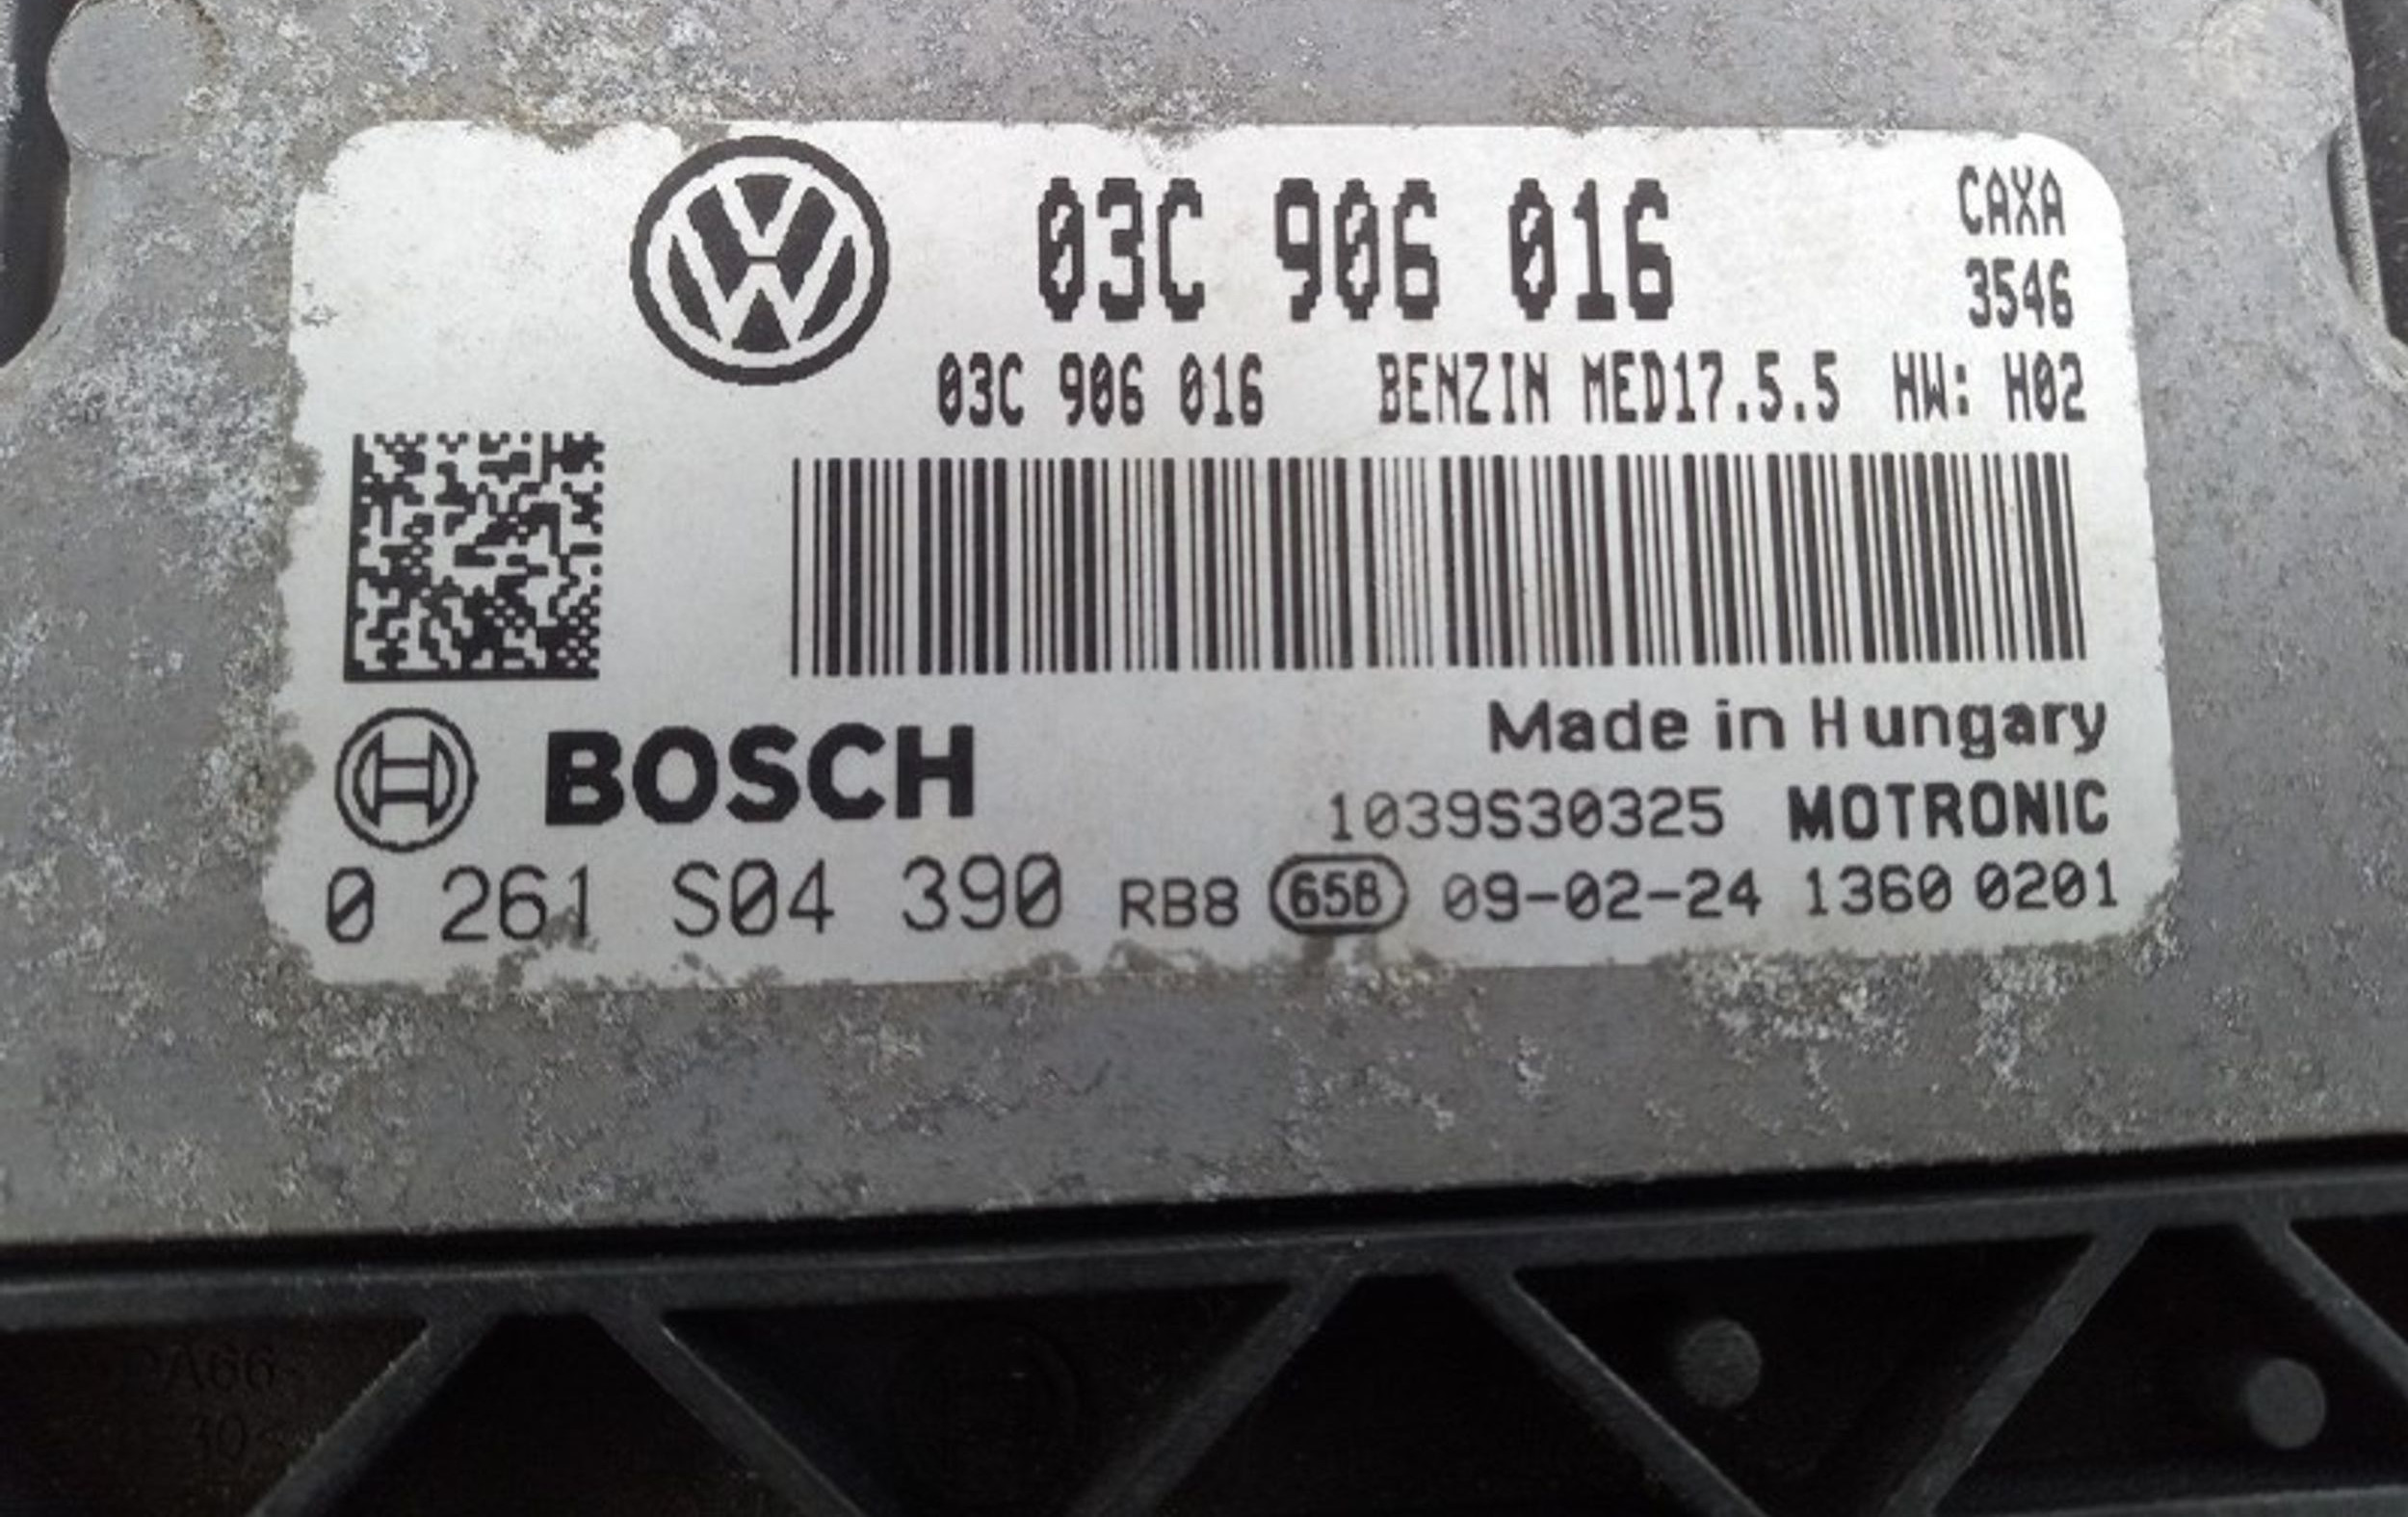 03C 906 016
CAXA
3546
03C 906 016 BENZIN MED17.5.5 HW: H02
BOSCH
Made in Hungary
1039S30325 MOTRONIC
0 261 S04 390 RB8 65B 09-02-24 1360 0201